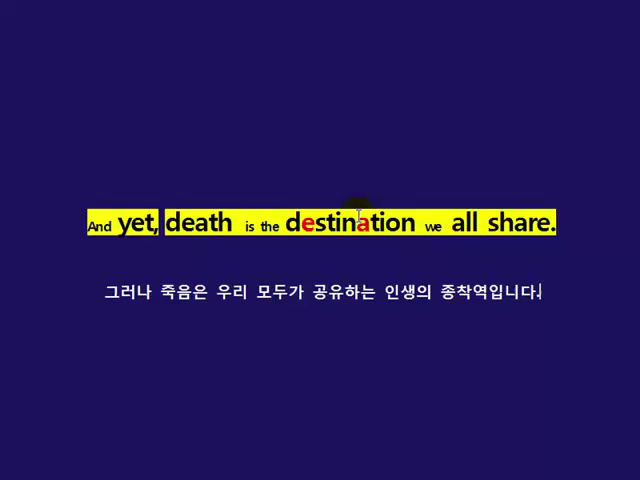 And yet, death is the destination we all share.
그러나 죽음은 우리 모두가 공유하는 인생의 종착역입니다.